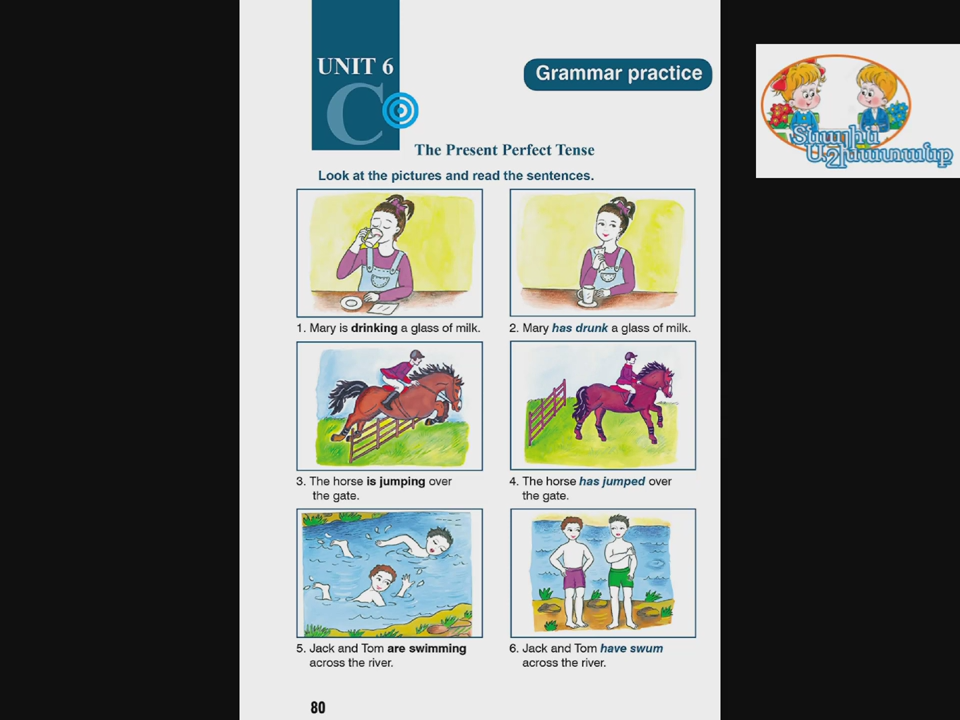 UNIT 6
C
Grammar practice
Տնային
Աշխատանք
The Present Perfect Tense
Look at the pictures and read the sentences.
1. Mary is drinking a glass of milk.
2. Mary has drunk a glass of milk.
3. The horse is jumping over
the gate.
4. The horse has jumped over
the gate.
5. Jack and Tom are swimming
across the river.
6. Jack and Tom have swum
across the river.
80